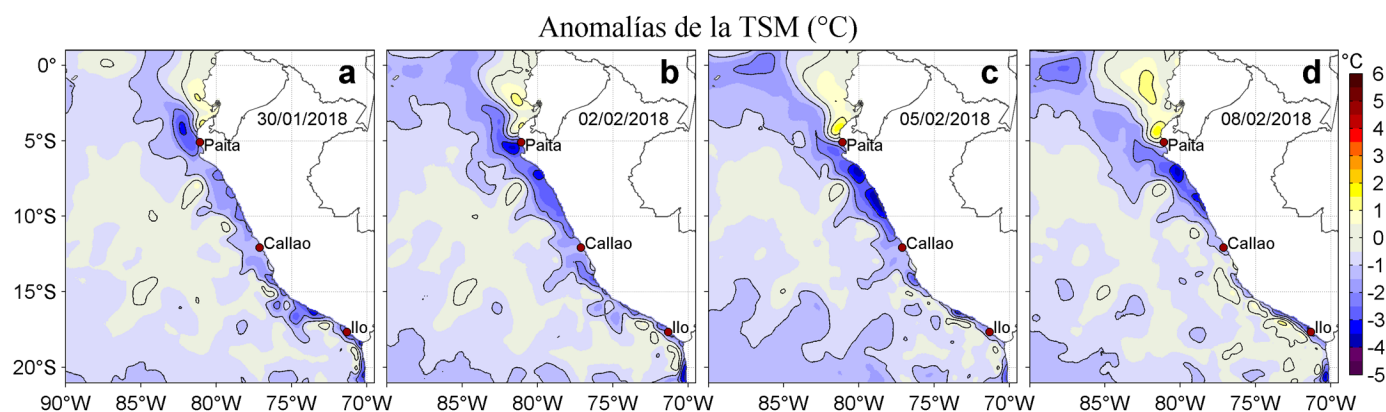 Anomalías de la TSM (°C)
a
b
c
d
°C
30/01/2018
02/02/2018
05/02/2018
08/02/2018
Paita
Callao
Ilo
Paita
Callao
Ilo
Paita
Callao
Ilo
Paita
Callao
Ilo
0°
5°S
10°S
15°S
20°S
90°W 85°W 80°W 75°W 70°W
85°W 80°W 75°W 70°W
85°W 80°W 75°W 70°W
85°W 80°W 75°W 70°W
6
5
4
3
2
1
0
-1
-2
-3
-4
-5